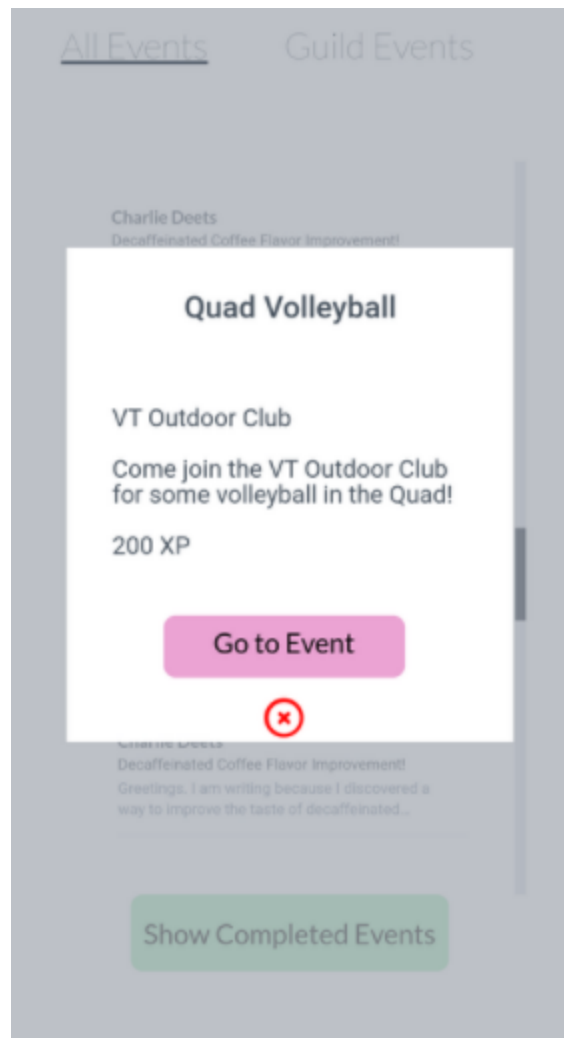 All Events
Guild Events
Charlie Deets
Decaffeinated Coffee Flavor Improvement!
Quad Volleyball
VT Outdoor Club
Come join the VT Outdoor Club
for some volleyball in the Quad!
200 XP
Go to Event
Charlie Deets
Decaffeinated Coffee Flavor Improvement!
Greetings, I am writing because I discovered a
way to improve the taste of decaffeinated...
Show Completed Events